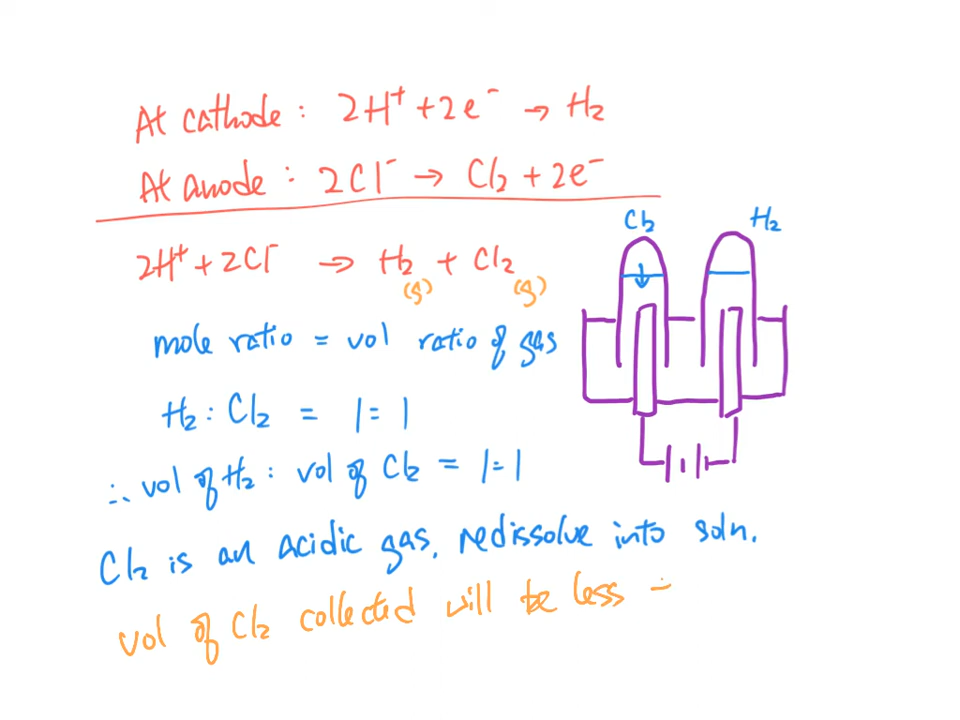 At cathode : 2H⁺ + 2e⁻ → H₂
At anode : 2Cl⁻ → Cl₂ + 2e⁻
2H⁺ + 2Cl⁻ → H₂ + Cl₂
(g) (g)
Cl₂ H₂
mole ratio = vol ratio of gas
H₂ : Cl₂ = 1 = 1
∴ vol of H₂ : vol of Cl₂ = 1 = 1
Cl₂ is an acidic gas, redissolve into soln.
vol of Cl₂ collected will be less -